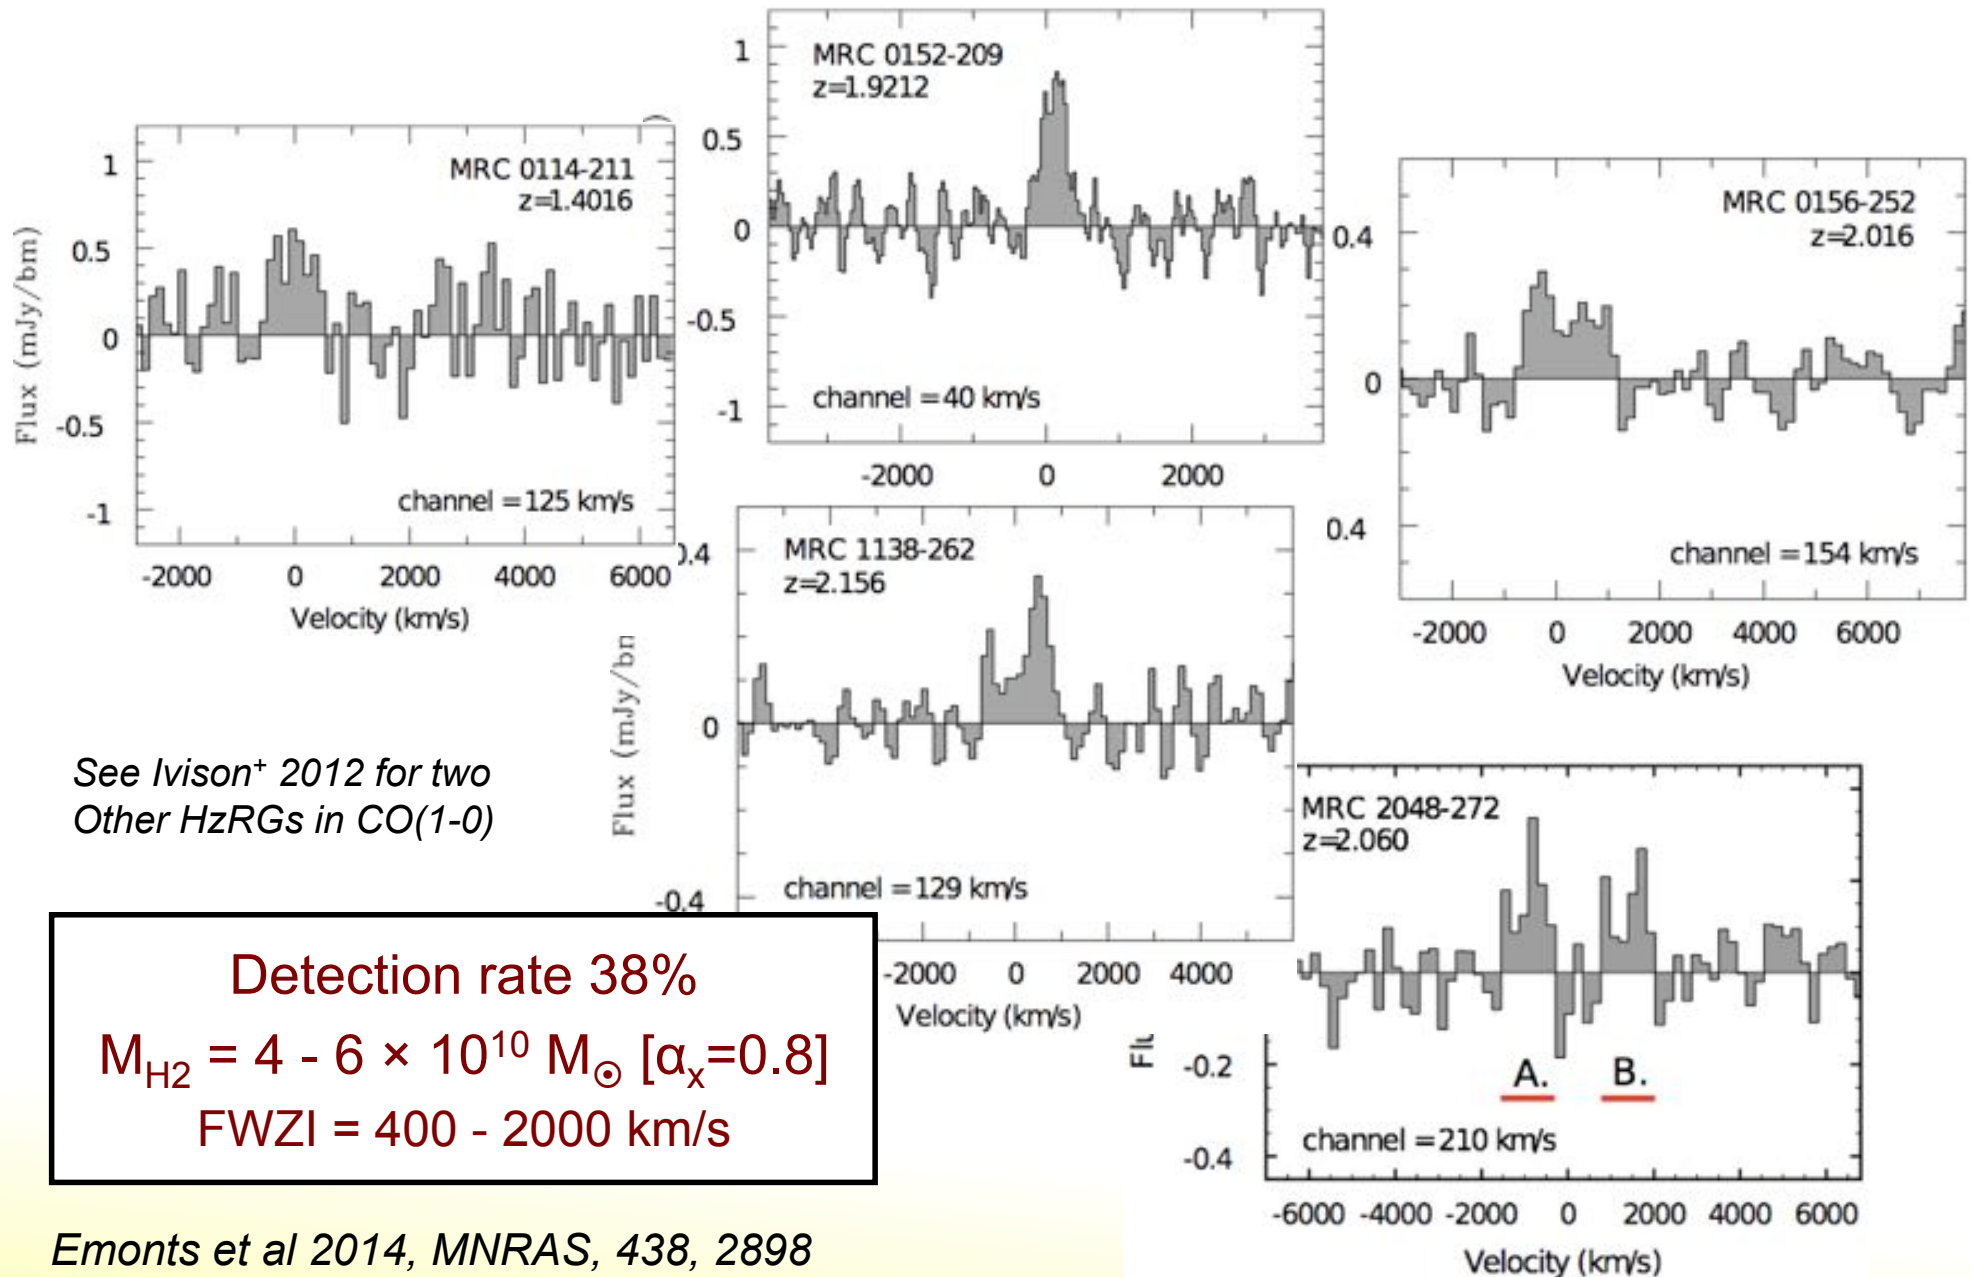 MRC 0114-211
z=1.4016
1
0.5
0
-0.5
-1
Flux (mJy/bm)
channel = 125 km/s
-2000 0 2000 4000 6000
Velocity (km/s)
MRC 0152-209
z=1.9212
1
0.5
0
-0.5
-1
channel = 40 km/s
-2000 0 2000
MRC 0156-252
z=2.016
0.4
0
0.4
channel = 154 km/s
-2000 0 2000 4000 6000
Velocity (km/s)
MRC 1138-262
z=2.156
0.4
0
-0.4
Flux (mJy/bm
channel = 129 km/s
-2000 0 2000 4000
Velocity (km/s)
MRC 2048-272
z=2.060
A. B.
-0.2
-0.4
Flu
channel = 210 km/s
-6000 -4000 -2000 0 2000 4000 6000
Velocity (km/s)
See Ivison⁺ 2012 for two
Other HzRGs in CO(1-0)
Detection rate 38%
M_H2 = 4 - 6 × 10¹⁰ M☉ [αₓ=0.8]
FWZI = 400 - 2000 km/s
Emonts et al 2014, MNRAS, 438, 2898